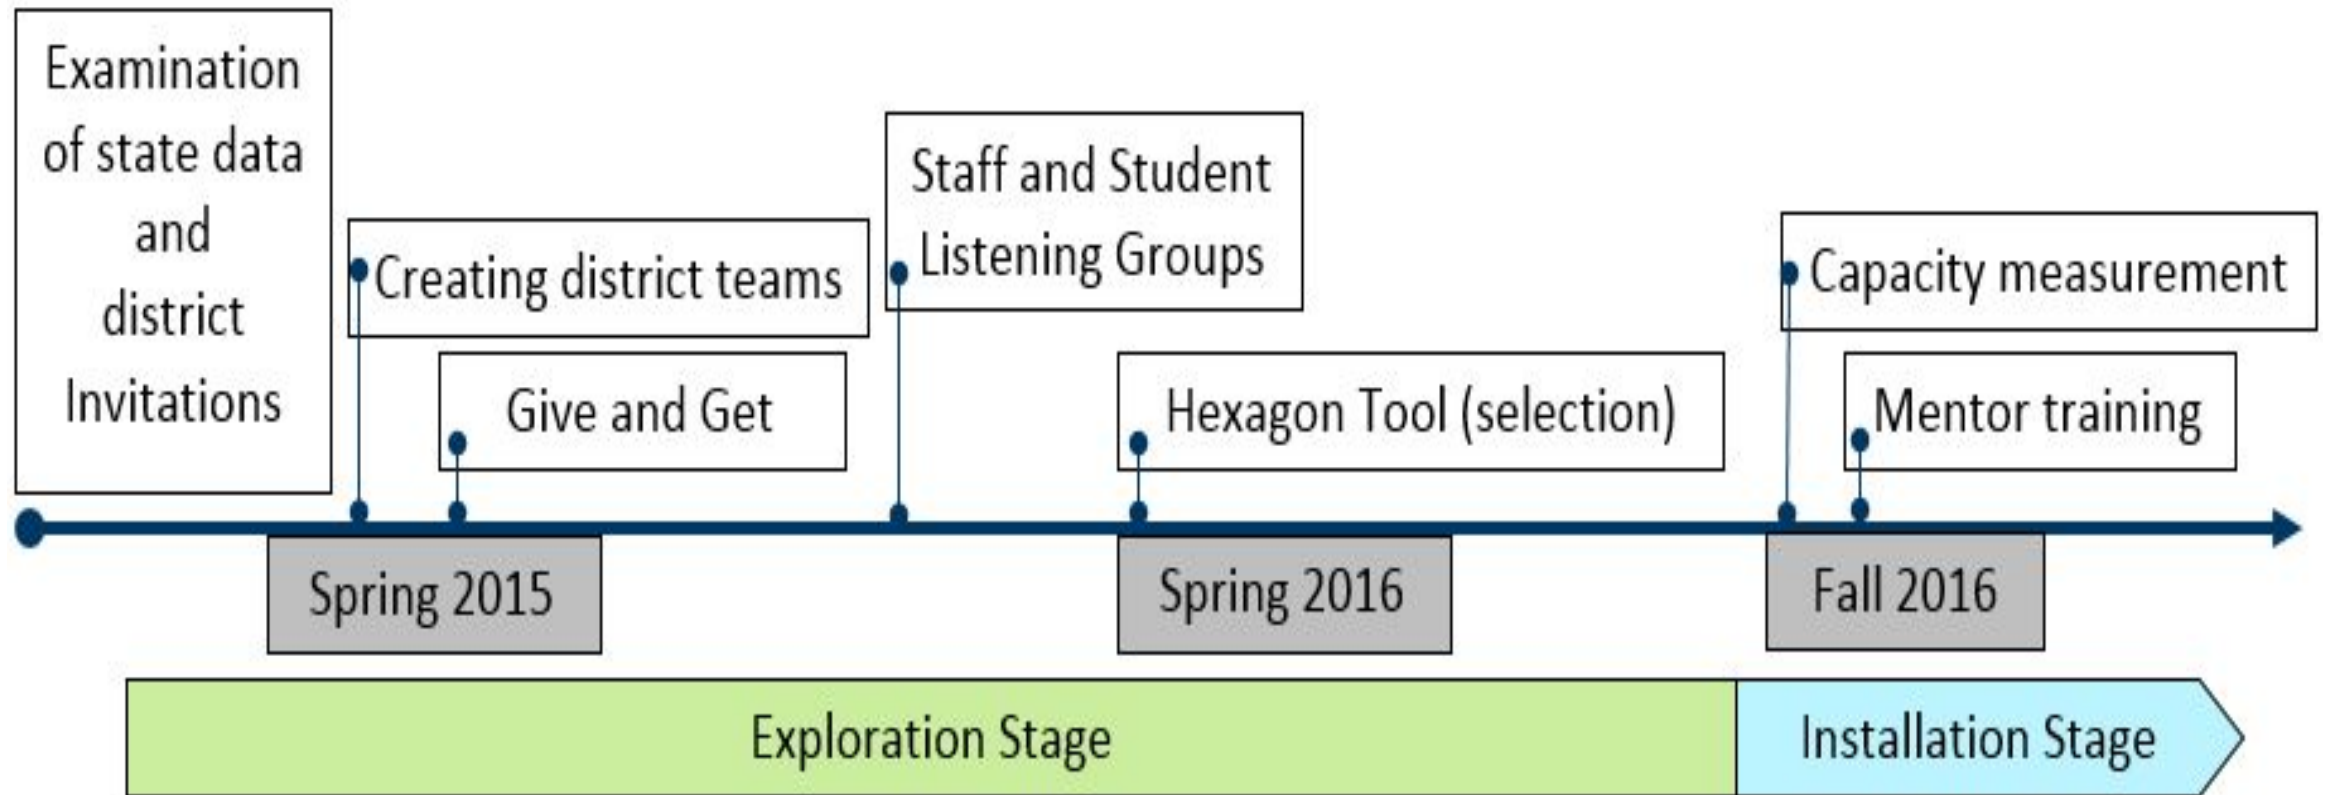 Examination
of state data
and
district
Invitations
Creating district teams
Give and Get
Staff and Student
Listening Groups
Hexagon Tool (selection)
Capacity measurement
Mentor training
Spring 2015
Spring 2016
Fall 2016
Exploration Stage
Installation Stage